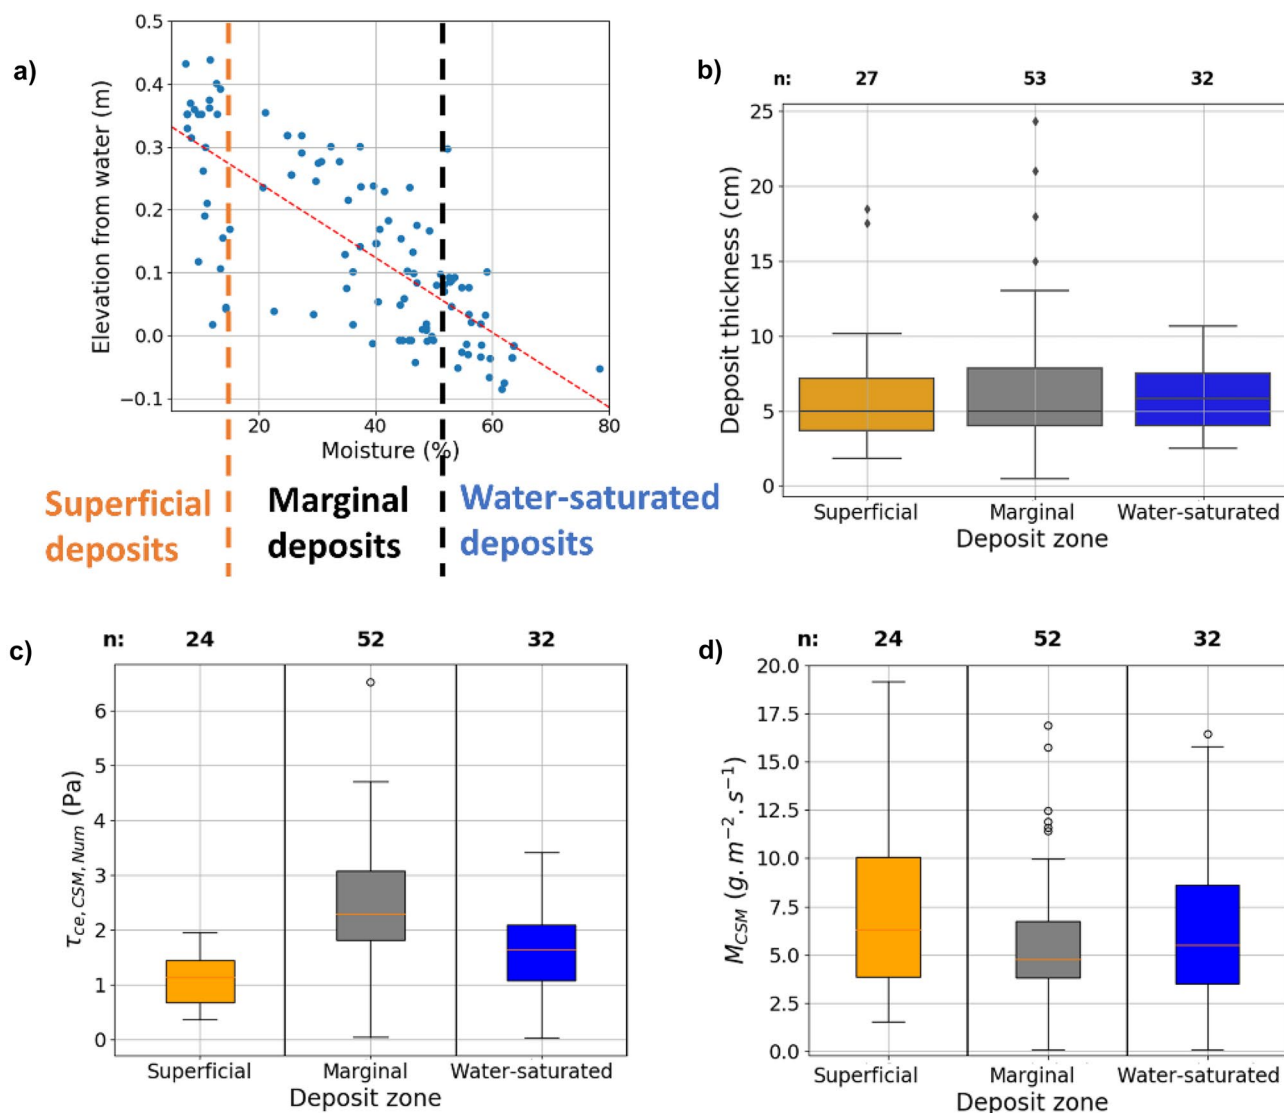 a)
0.5
0.4
0.3
0.2
0.1
0.0
−0.1
Elevation from water (m)
20 40 60 80
Moisture (%)
Superficial
deposits
Marginal
deposits
Water-saturated
deposits
b)
n: 27 53 32
25
20
15
10
5
0
Deposit thickness (cm)
Superficial Marginal Water-saturated
Deposit zone
c)
n: 24 52 32
6
5
4
3
2
1
0
τce, CSM, Num (Pa)
Superficial Marginal Water-saturated
Deposit zone
d)
n: 24 52 32
20.0
17.5
15.0
12.5
10.0
7.5
5.0
2.5
0.0
MCSM (g. m⁻². s⁻¹)
Superficial Marginal Water-saturated
Deposit zone